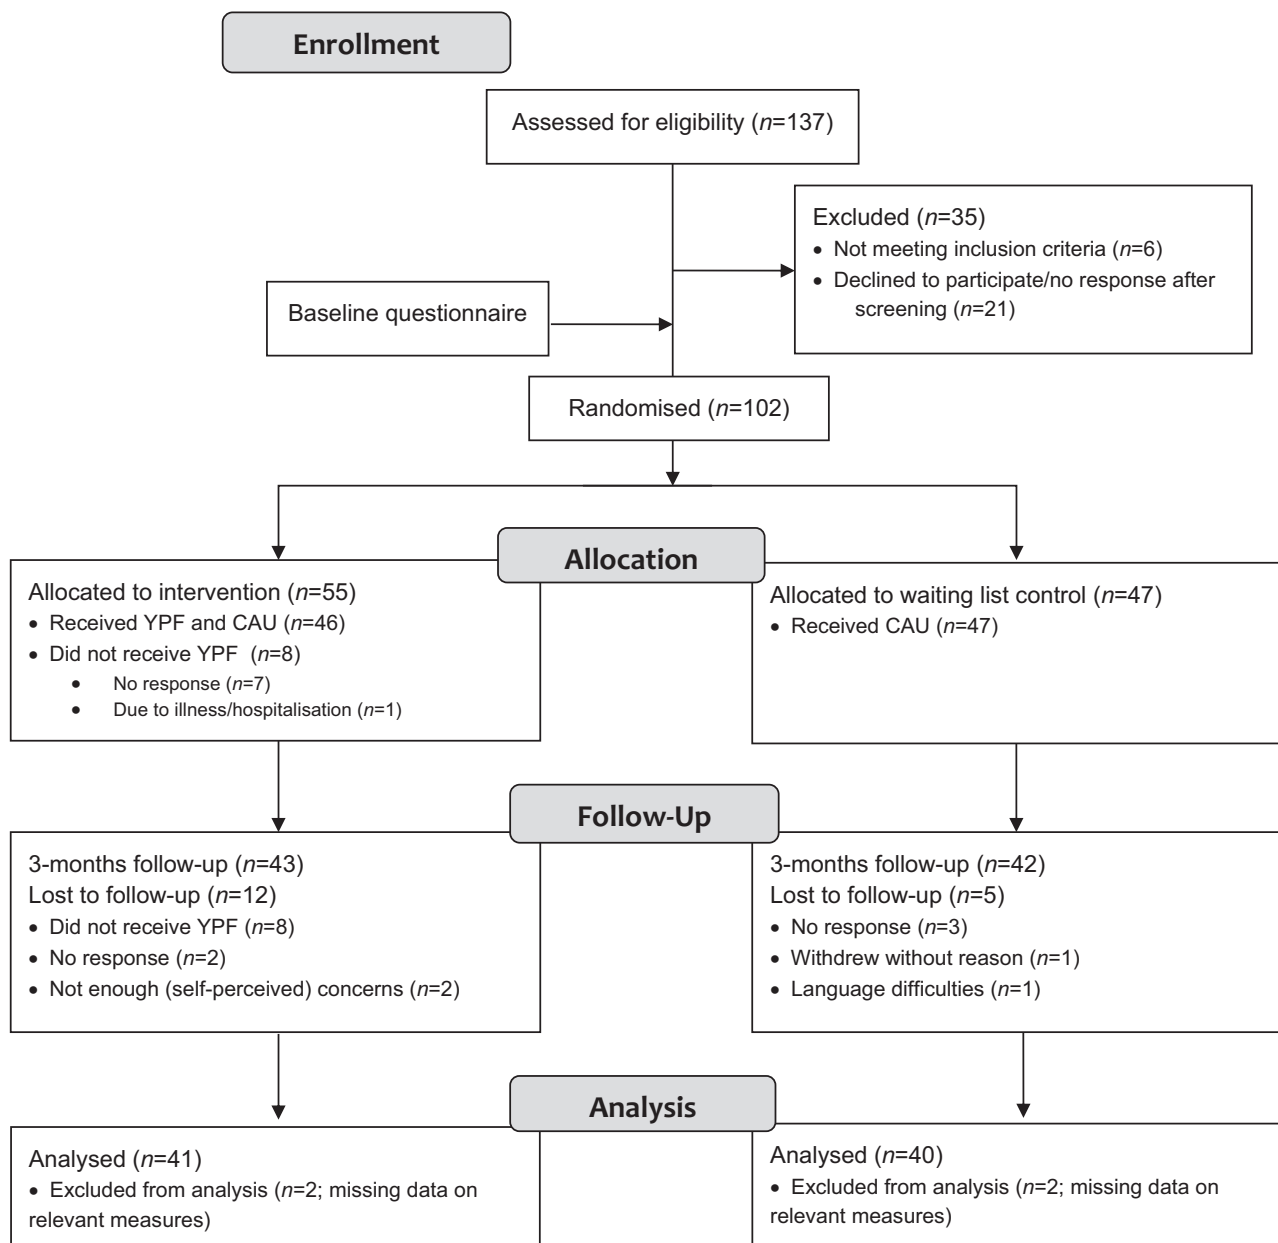 Enrollment
Assessed for eligibility (n=137)
Excluded (n=35)
• Not meeting inclusion criteria (n=6)
• Declined to participate/no response after
screening (n=21)
Baseline questionnaire
Randomised (n=102)
Allocation
Allocated to intervention (n=55)
• Received YPF and CAU (n=46)
• Did not receive YPF (n=8)
• No response (n=7)
• Due to illness/hospitalisation (n=1)
Allocated to waiting list control (n=47)
• Received CAU (n=47)
Follow-Up
3-months follow-up (n=43)
Lost to follow-up (n=12)
• Did not receive YPF (n=8)
• No response (n=2)
• Not enough (self-perceived) concerns (n=2)
3-months follow-up (n=42)
Lost to follow-up (n=5)
• No response (n=3)
• Withdrew without reason (n=1)
• Language difficulties (n=1)
Analysis
Analysed (n=41)
• Excluded from analysis (n=2; missing data on
relevant measures)
Analysed (n=40)
• Excluded from analysis (n=2; missing data on
relevant measures)